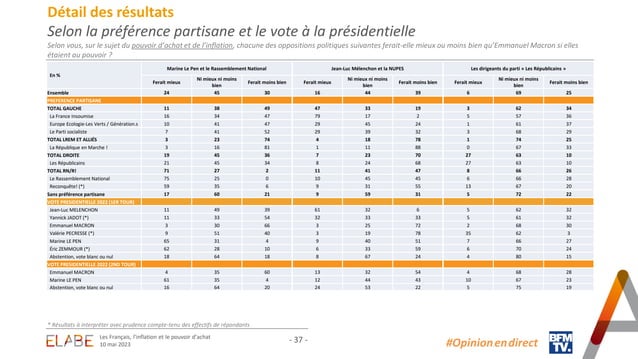 Détail des résultats
Selon la préférence partisane et le vote à la présidentielle
Selon vous, sur le sujet du pouvoir d'achat et de l'inflation, chacune des oppositions politiques suivantes ferait-elle mieux ou moins bien qu'Emmanuel Macron si elles
étaient au pouvoir ?
En % Marine Le Pen et le Rassemblement National Jean-Luc Mélenchon et la NUPES Les dirigeants du parti « Les Républicains »
Ferait mieux Ni mieux ni moins bien Ferait moins bien Ferait mieux Ni mieux ni moins bien Ferait moins bien Ferait mieux Ni mieux ni moins bien Ferait moins bien
Ensemble 24 45 30 16 44 39 6 69 25
PREFERENCE PARTISANE
TOTAL GAUCHE 11 38 49 47 33 19 3 62 34
La France Insoumise 16 34 47 79 17 2 5 57 36
Europe Ecologie-Les Verts / Génération.s 10 41 47 29 45 24 1 61 37
Le Parti socialiste 7 41 52 29 39 32 3 68 29
TOTAL LREM ET ALLIÉS 3 23 74 4 18 78 1 74 25
La République en Marche ! 3 16 81 1 11 88 0 67 33
TOTAL DROITE 19 45 36 7 23 70 27 63 10
Les Républicains 21 45 34 8 24 68 27 63 10
TOTAL RN/R! 71 27 2 11 41 47 8 66 26
Le Rassemblement National 75 25 0 10 45 45 6 66 28
Reconquête! (*) 59 35 6 9 31 55 13 67 20
Sans préférence partisane 17 60 21 9 59 31 5 72 22
VOTE PRESIDENTIELLE 2022 (1ER TOUR)
Jean-Luc MELENCHON 11 49 39 61 32 6 5 62 32
Yannick JADOT (*) 11 33 54 32 33 33 5 61 32
Emmanuel MACRON 3 30 66 3 25 72 2 68 30
Valérie PECRESSE (*) 9 51 40 3 19 78 35 62 3
Marine LE PEN 65 31 4 9 40 51 7 66 27
Éric ZEMMOUR (*) 62 28 10 6 33 59 6 70 24
Abstention, vote blanc ou nul 18 64 18 8 67 24 4 80 15
VOTE PRESIDENTIELLE 2022 (2ND TOUR)
Emmanuel MACRON 4 35 60 13 32 54 4 68 28
Marine LE PEN 61 35 4 12 44 43 10 67 23
Abstention, vote blanc ou nul 16 64 20 24 53 22 5 75 19
* Résultats à interpréter avec prudence compte-tenu des effectifs de répondants
ELABE
Les Français, l'inflation et le pouvoir d'achat
10 mai 2023
- 37 -
#Opinion en direct
BFM
TV.